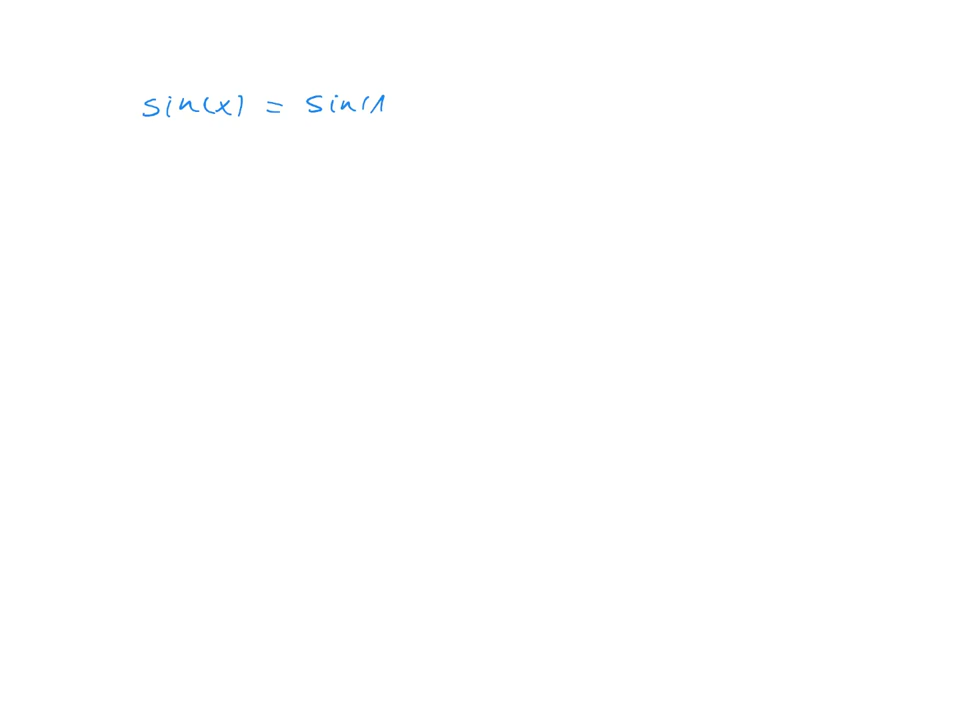 sin(x) = sin(1